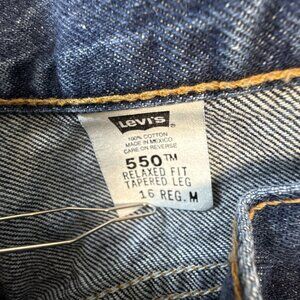 Levi's®
100% COTTON
MADE IN MEXICO
CARE ON REVERSE
550™
RELAXED FIT
TAPERED LEG
16 REG. M